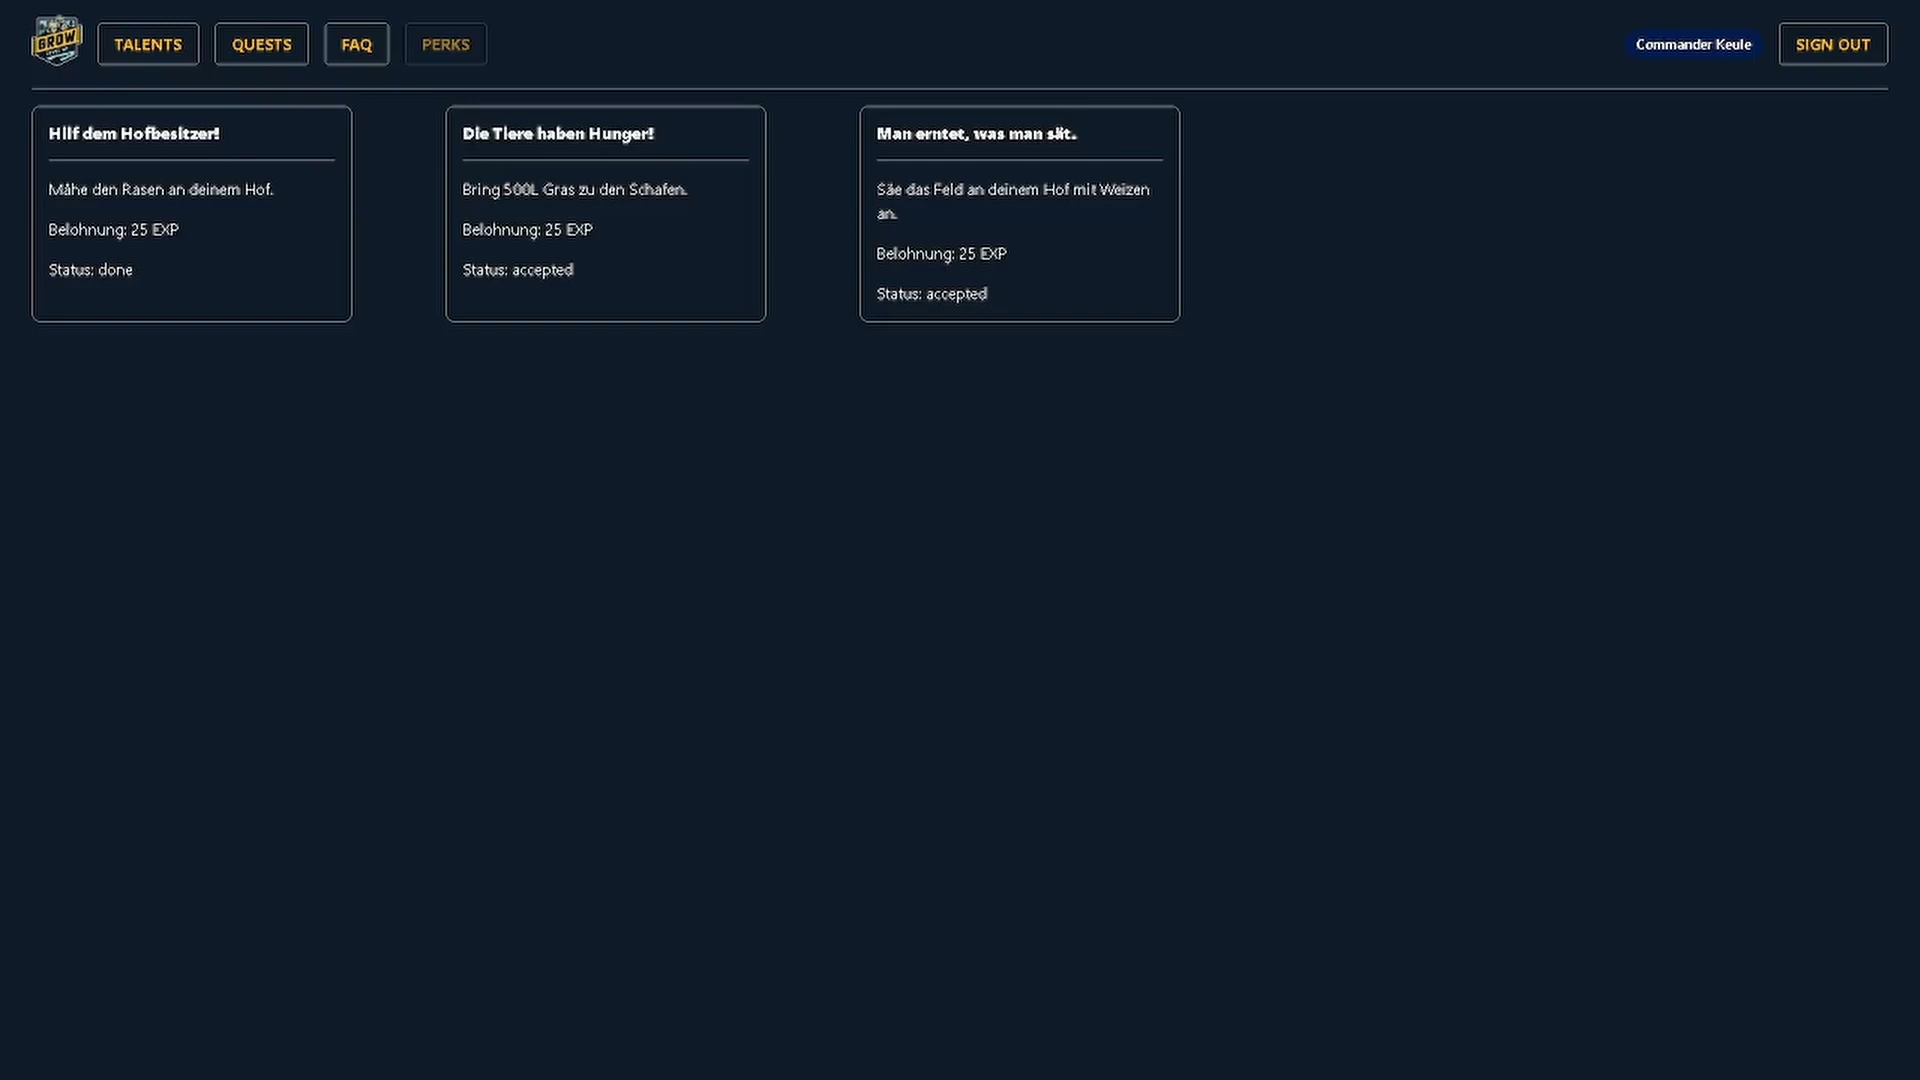 GROW
TALENTS
QUESTS
FAQ
PERKS
Commander Keule
SIGN OUT
Hilf dem Hofbesitzer!
Mähe den Rasen an deinem Hof.
Belohnung: 25 EXP
Status: done
Die Tiere haben Hunger!
Bring 500L Gras zu den Schafen.
Belohnung: 25 EXP
Status: accepted
Man erntet, was man sät.
Säe das Feld an deinem Hof mit Weizen
an.
Belohnung: 25 EXP
Status: accepted